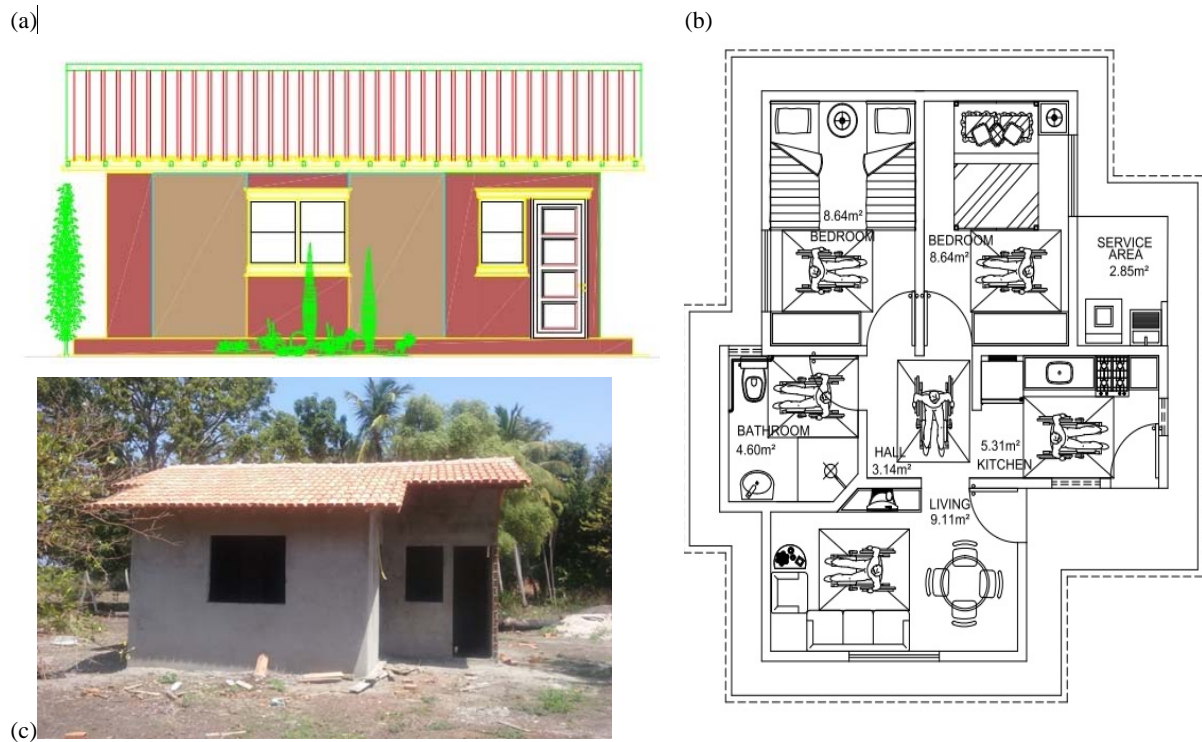 (a)
(b)
8.64m²
BEDROOM
BEDROOM
8.64m²
SERVICE
AREA
2.85m²
BATHROOM
4.60m²
HALL
3.14m²
5.31m²
KITCHEN
LIVING
9.11m²
(c)